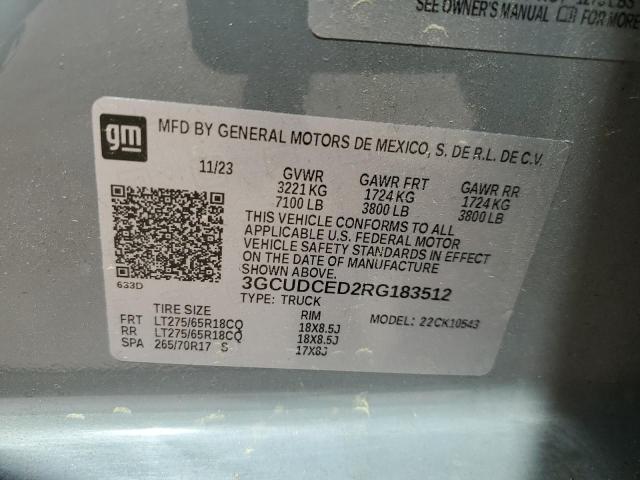 SEE OWNER'S MANUAL FOR MORE
gm MFD BY GENERAL MOTORS DE MEXICO, S. DE R.L. DE C.V.
11/23 GVWR GAWR FRT GAWR RR
3221 KG 1724 KG 1724 KG
7100 LB 3800 LB 3800 LB
THIS VEHICLE CONFORMS TO ALL
APPLICABLE U.S. FEDERAL MOTOR
VEHICLE SAFETY STANDARDS IN EFFECT
ON THE DATE OF MANUFACTURE
SHOWN ABOVE.
633D
3GCUDCED2RG183512
TYPE: TRUCK
MODEL: 22CK10543
TIRE SIZE RIM
FRT LT275/65R18CQ 18X8.5J
RR LT275/65R18CQ 18X8.5J
SPA 265/70R17 S 17X8J